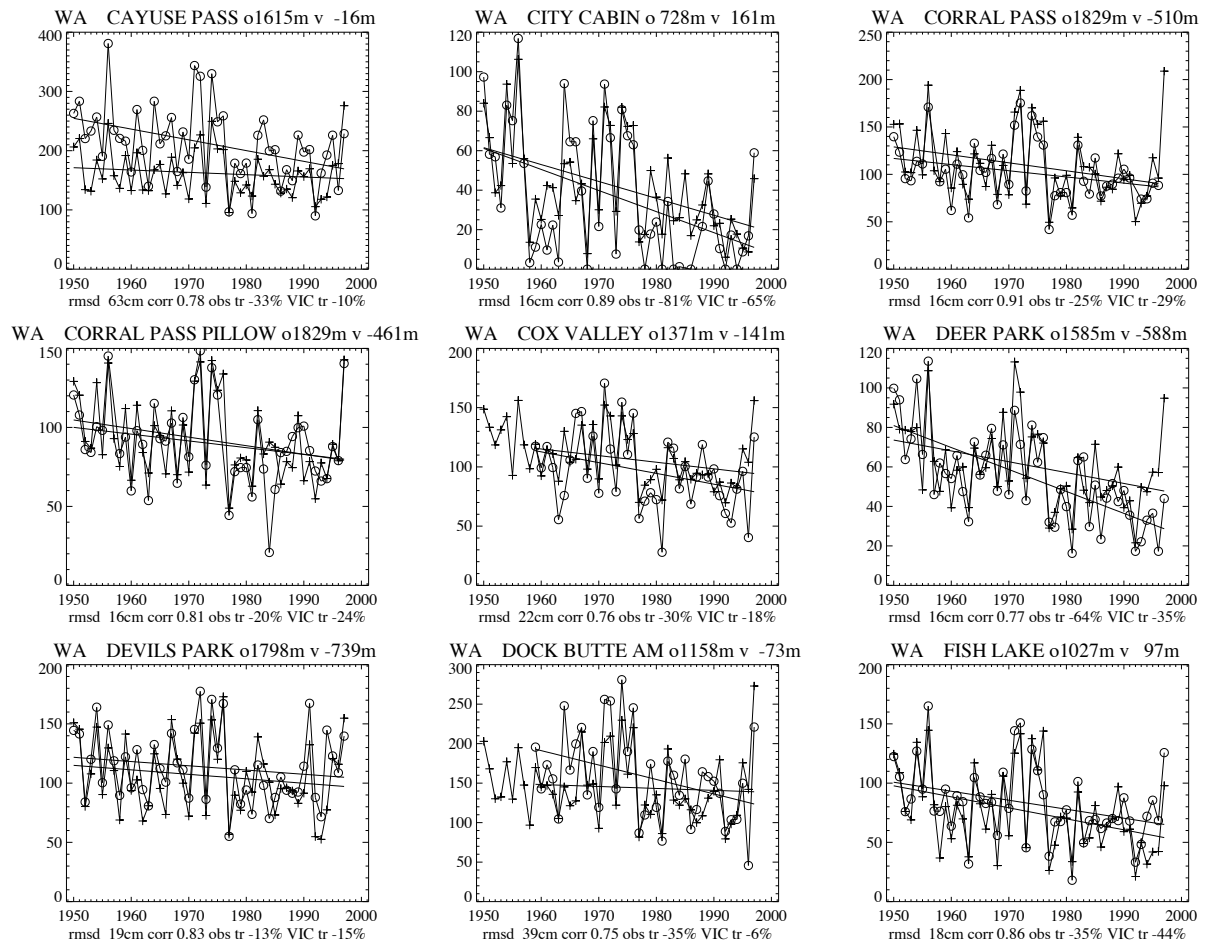 WA CAYUSE PASS o1615m v -16m
400
300
200
100
0
1950 1960 1970 1980 1990 2000
rmsd 63cm corr 0.78 obs tr -33% VIC tr -10%
WA CITY CABIN o 728m v 161m
120
100
80
60
40
20
0
1950 1960 1970 1980 1990 2000
rmsd 16cm corr 0.89 obs tr -81% VIC tr -65%
WA CORRAL PASS o1829m v -510m
250
200
150
100
50
0
1950 1960 1970 1980 1990 2000
rmsd 16cm corr 0.91 obs tr -25% VIC tr -29%
WA CORRAL PASS PILLOW o1829m v -461m
150
100
50
0
1950 1960 1970 1980 1990 2000
rmsd 16cm corr 0.81 obs tr -20% VIC tr -24%
WA COX VALLEY o1371m v -141m
200
150
100
50
0
1950 1960 1970 1980 1990 2000
rmsd 22cm corr 0.76 obs tr -30% VIC tr -18%
WA DEER PARK o1585m v -588m
120
100
80
60
40
20
0
1950 1960 1970 1980 1990 2000
rmsd 16cm corr 0.77 obs tr -64% VIC tr -35%
WA DEVILS PARK o1798m v -739m
200
150
100
50
0
1950 1960 1970 1980 1990 2000
rmsd 19cm corr 0.83 obs tr -13% VIC tr -15%
WA DOCK BUTTE AM o1158m v -73m
300
250
200
150
100
50
0
1950 1960 1970 1980 1990 2000
rmsd 39cm corr 0.75 obs tr -35% VIC tr -6%
WA FISH LAKE o1027m v 97m
200
150
100
50
0
1950 1960 1970 1980 1990 2000
rmsd 18cm corr 0.86 obs tr -35% VIC tr -44%